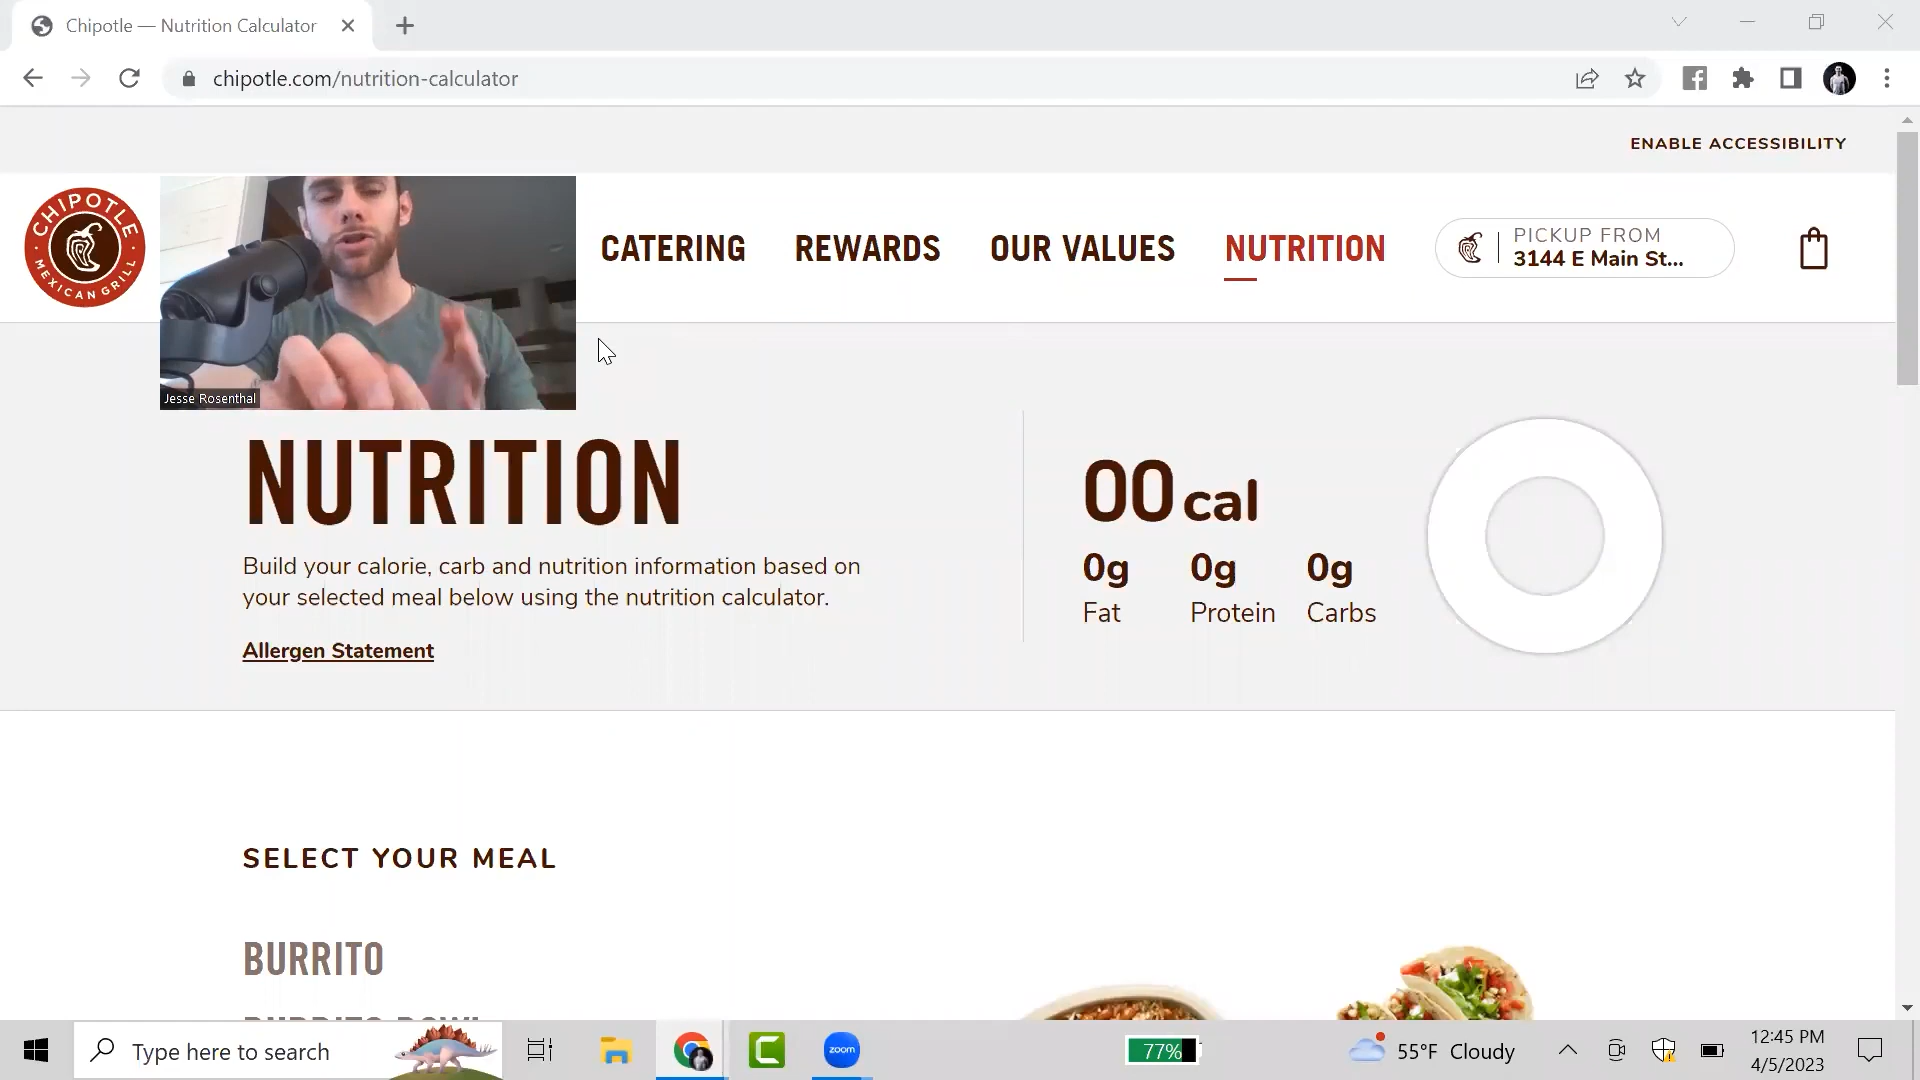 Chipotle — Nutrition Calculator
chipotle.com/nutrition-calculator
ENABLE ACCESSIBILITY
CHIPOTLE
MEXICAN GRILL
CATERING
REWARDS
OUR VALUES
NUTRITION
PICKUP FROM
3144 E Main St...
Jesse Rosenthal
NUTRITION
Build your calorie, carb and nutrition information based on
your selected meal below using the nutrition calculator.
Allergen Statement
00 cal
0g 0g 0g
Fat Protein Carbs
SELECT YOUR MEAL
BURRITO
BURRITO BOWL
Type here to search
zoom
77%
55°F Cloudy
12:45 PM
4/5/2023